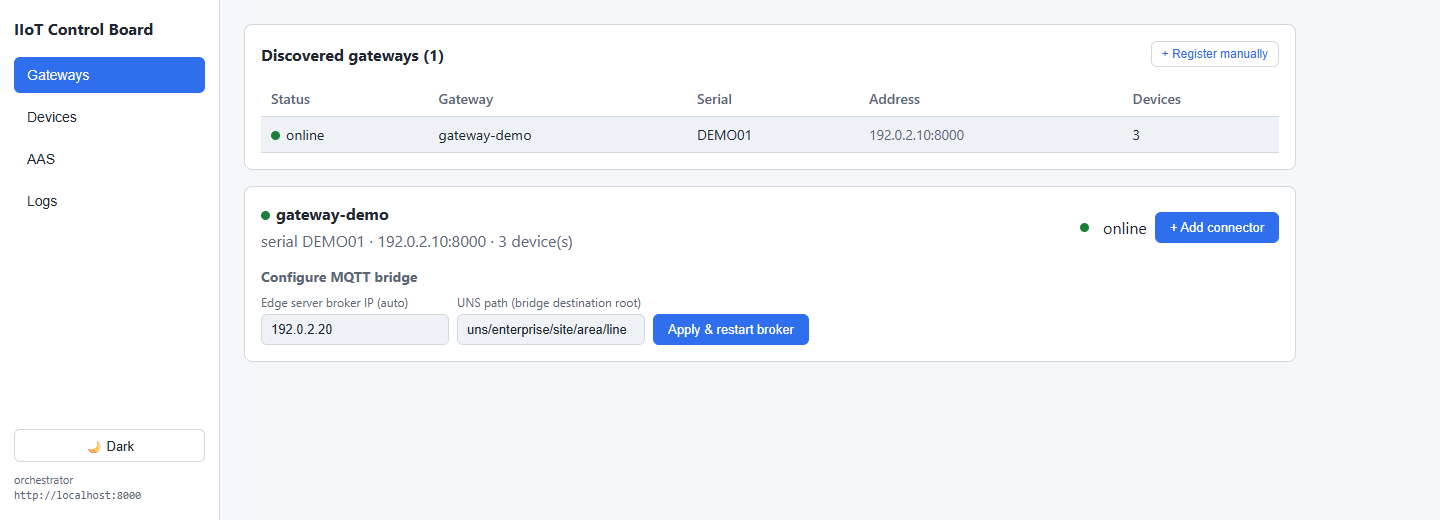 IIoT Control Board
Gateways
Devices
AAS
Logs
🌙 Dark
orchestrator
http://localhost:8000
Discovered gateways (1)
+ Register manually
Status Gateway Serial Address Devices
online gateway-demo DEMO01 192.0.2.10:8000 3
gateway-demo
serial DEMO01 · 192.0.2.10:8000 · 3 device(s)
online
+ Add connector
Configure MQTT bridge
Edge server broker IP (auto) UNS path (bridge destination root)
192.0.2.20 uns/enterprise/site/area/line Apply & restart broker